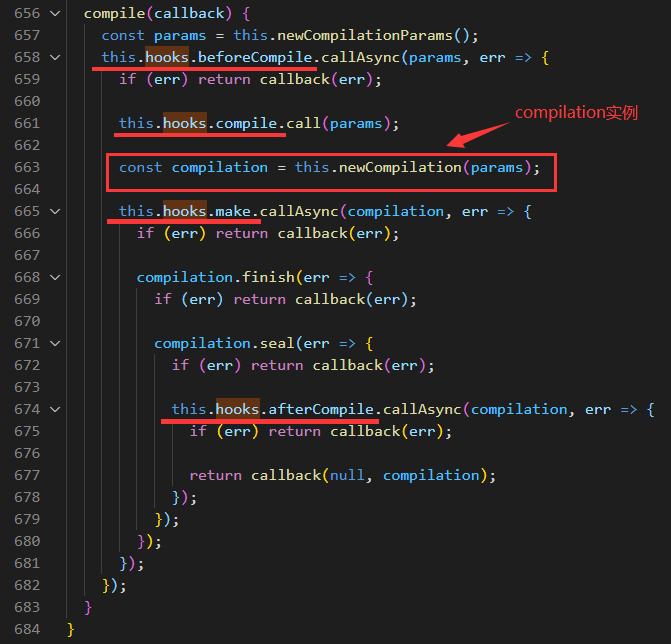 656 compile(callback) {
657 const params = this.newCompilationParams();
658 this.hooks.beforeCompile.callAsync(params, err => {
659 if (err) return callback(err);
660
661 this.hooks.compile.call(params);
compilation实例
662
663 const compilation = this.newCompilation(params);
664
665 this.hooks.make.callAsync(compilation, err => {
666 if (err) return callback(err);
667
668 compilation.finish(err => {
669 if (err) return callback(err);
670
671 compilation.seal(err => {
672 if (err) return callback(err);
673
674 this.hooks.afterCompile.callAsync(compilation, err => {
675 if (err) return callback(err);
676
677 return callback(null, compilation);
678 });
679 });
680 });
681 });
682 });
683 }
684 }